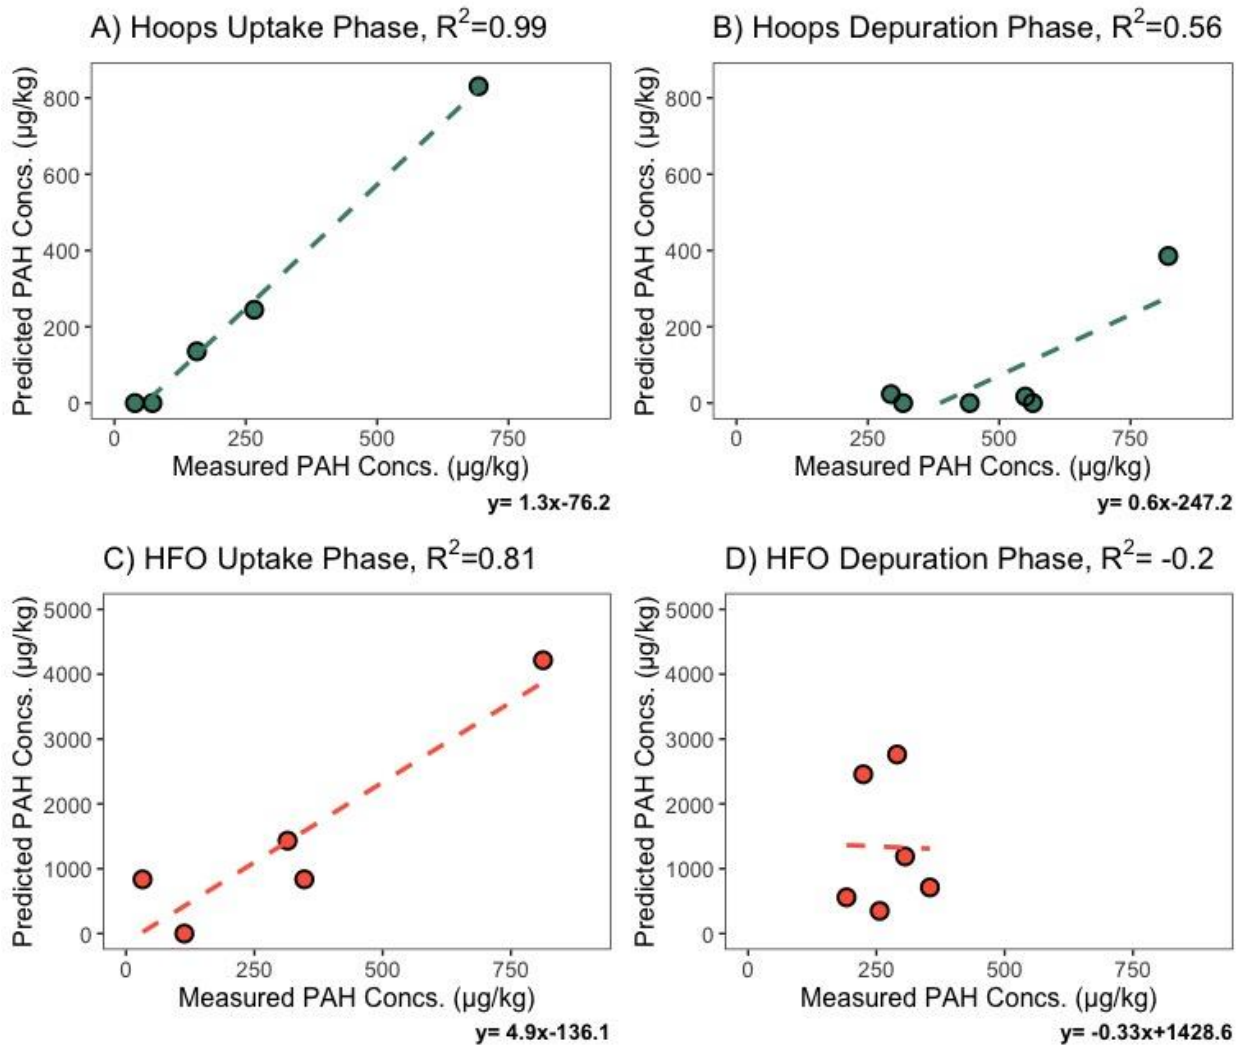 A) Hoops Uptake Phase, R²=0.99
Predicted PAH Concs. (µg/kg)
800
600
400
200
0
0 250 500 750
Measured PAH Concs. (µg/kg)
y= 1.3x-76.2
B) Hoops Depuration Phase, R²=0.56
Predicted PAH Concs. (µg/kg)
800
600
400
200
0
0 250 500 750
Measured PAH Concs. (µg/kg)
y= 0.6x-247.2
C) HFO Uptake Phase, R²=0.81
Predicted PAH Concs. (µg/kg)
5000
4000
3000
2000
1000
0
0 250 500 750
Measured PAH Concs. (µg/kg)
y= 4.9x-136.1
D) HFO Depuration Phase, R²= -0.2
Predicted PAH Concs. (µg/kg)
5000
4000
3000
2000
1000
0
0 250 500 750
Measured PAH Concs. (µg/kg)
y= -0.33x+1428.6